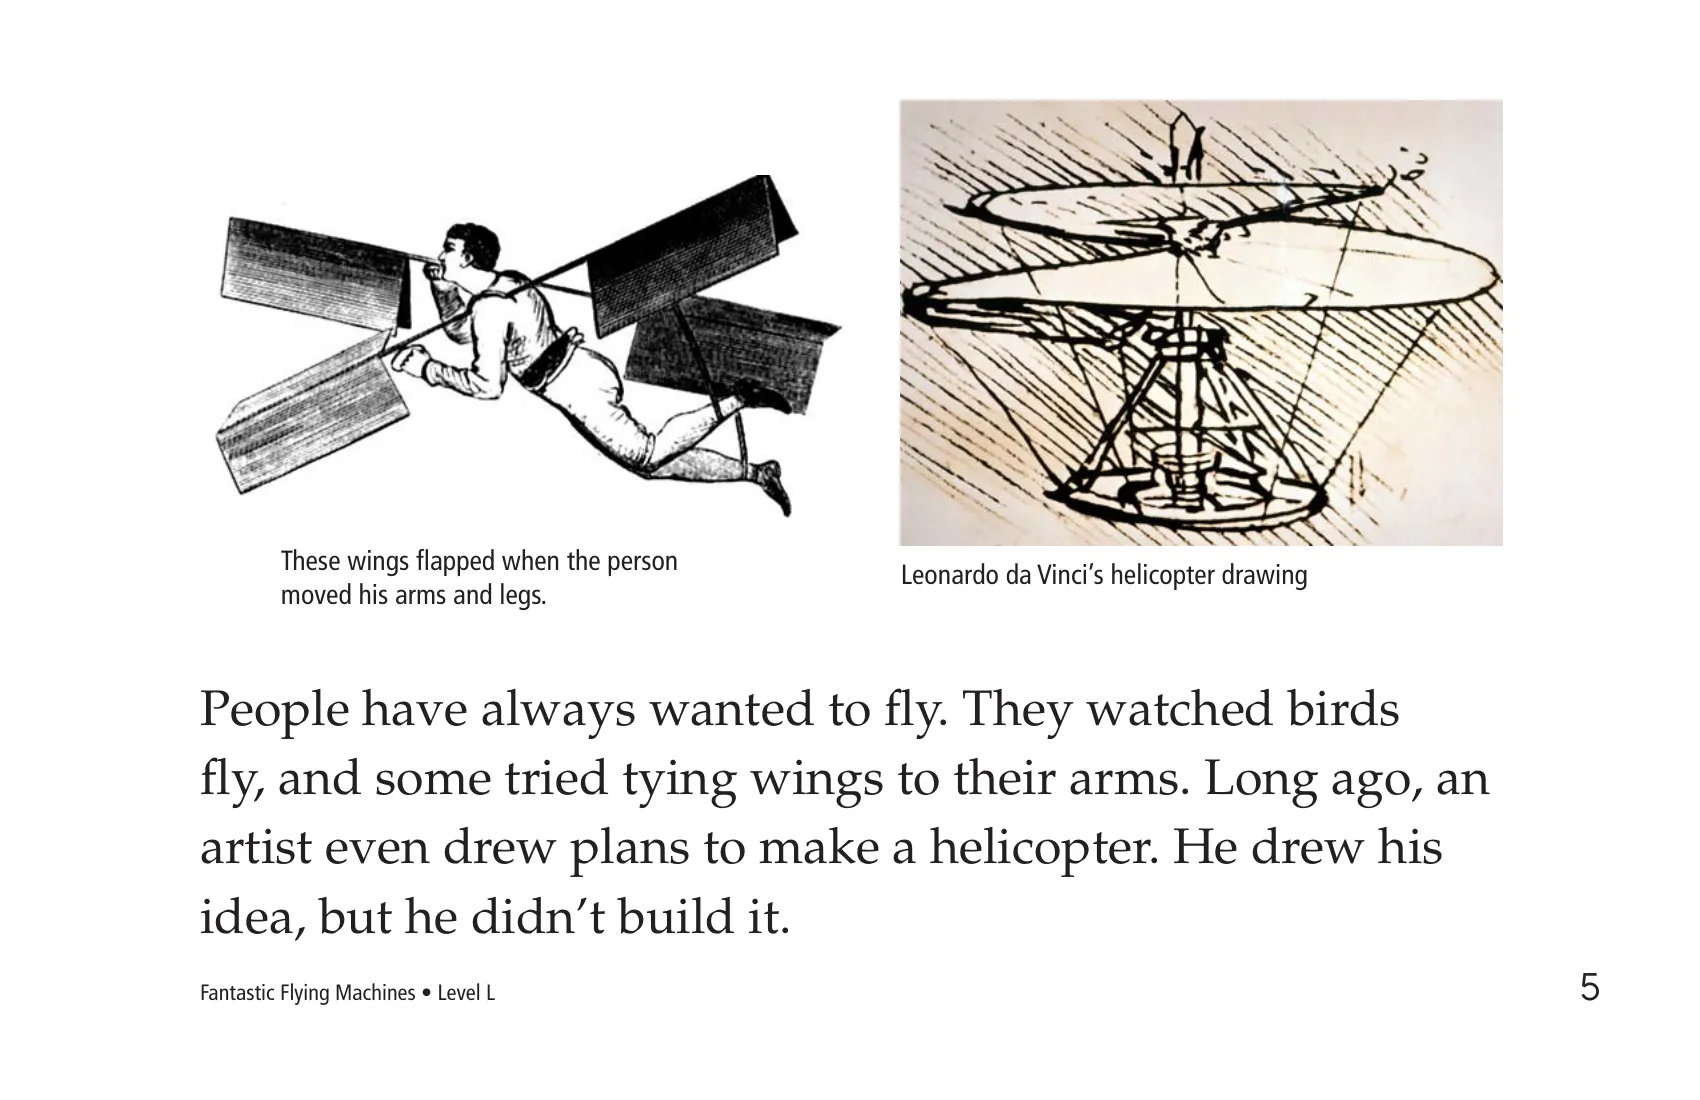 These wings flapped when the person
moved his arms and legs.
Leonardo da Vinci’s helicopter drawing
People have always wanted to fly. They watched birds
fly, and some tried tying wings to their arms. Long ago, an
artist even drew plans to make a helicopter. He drew his
idea, but he didn’t build it.
Fantastic Flying Machines • Level L
5